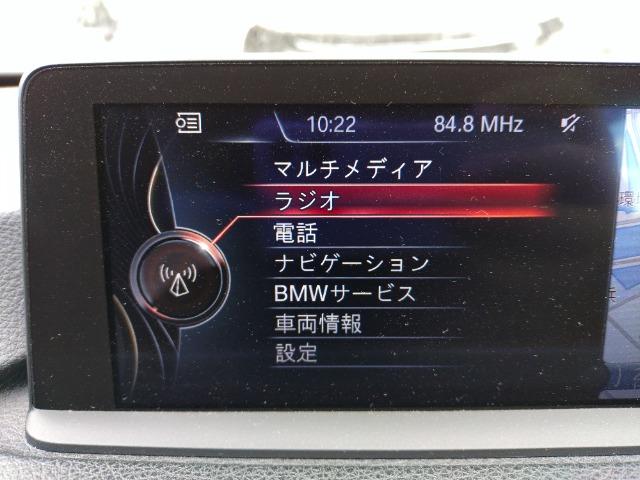 10:22 84.8 MHz
マルチメディア
ラジオ
電話
ナビゲーション
BMWサービス
車両情報
設定